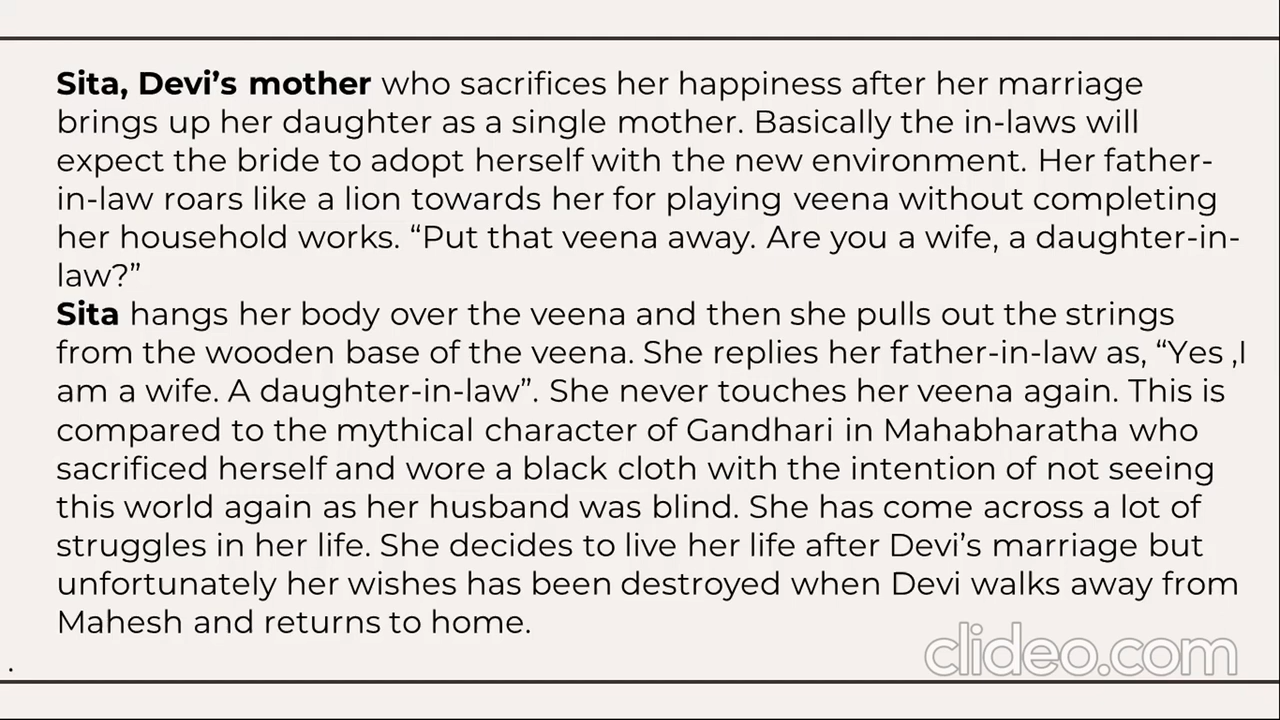 Sita, Devi’s mother who sacrifices her happiness after her marriage
brings up her daughter as a single mother. Basically the in-laws will
expect the bride to adopt herself with the new environment. Her father-
in-law roars like a lion towards her for playing veena without completing
her household works. “Put that veena away. Are you a wife, a daughter-in-
law?”
Sita hangs her body over the veena and then she pulls out the strings
from the wooden base of the veena. She replies her father-in-law as, “Yes ,I
am a wife. A daughter-in-law”. She never touches her veena again. This is
compared to the mythical character of Gandhari in Mahabharatha who
sacrificed herself and wore a black cloth with the intention of not seeing
this world again as her husband was blind. She has come across a lot of
struggles in her life. She decides to live her life after Devi’s marriage but
unfortunately her wishes has been destroyed when Devi walks away from
Mahesh and returns to home.
.
clideo.com